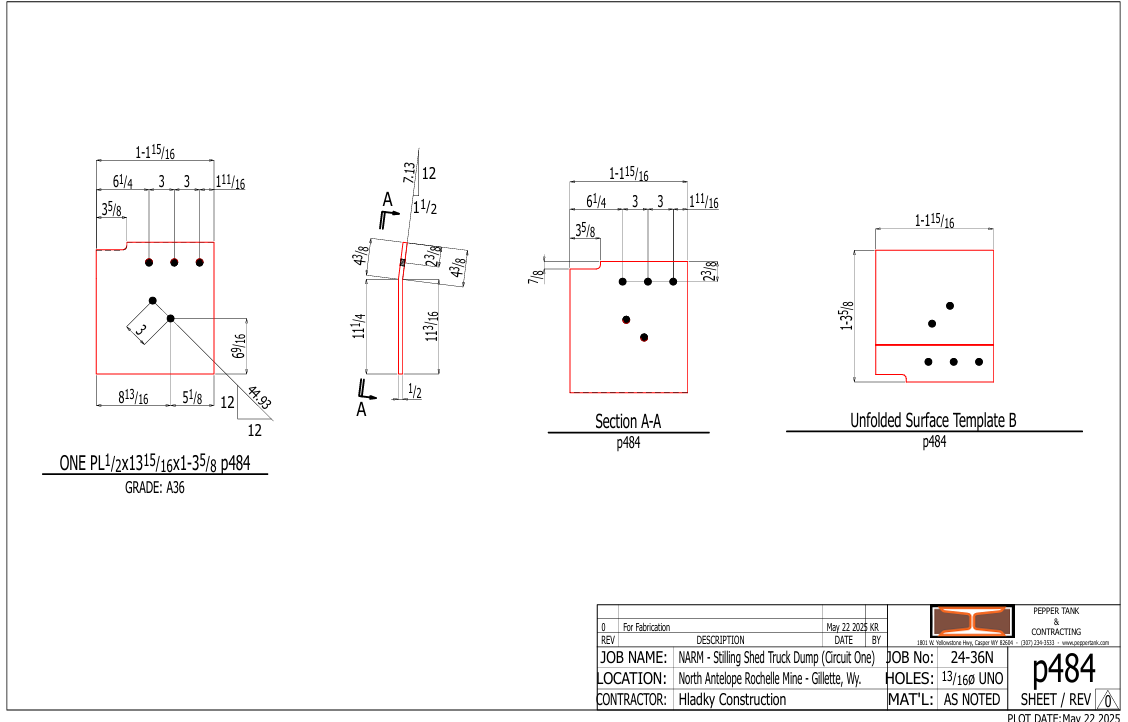 1-1 15/16
6 1/4 3 3 1 11/16
3 5/8
3
6 9/16
8 13/16 5 1/8
44.93
12
12
ONE PL1/2x13 15/16x1-3 5/8 p484
GRADE: A36
7.13
12
1 1/2
A
4 3/8
2 3/8
4 3/8
11 1/4
11 3/16
1/2
A
1-1 15/16
6 1/4 3 3 1 11/16
3 5/8
7/8
2 3/8
Section A-A
p484
1-1 15/16
1-3 5/8
Unfolded Surface Template B
p484
0 For Fabrication May 22 2025 KR
REV DESCRIPTION DATE BY
PEPPER TANK
&
CONTRACTING
1801 W. Yellowstone Hwy, Casper WY 82604 - (307) 234-3533 - www.peppertank.com
JOB NAME: NARM - Stilling Shed Truck Dump (Circuit One) JOB No: 24-36N
LOCATION: North Antelope Rochelle Mine - Gillette, Wy. HOLES: 13/16ø UNO
CONTRACTOR: Hladky Construction MAT'L: AS NOTED
p484
SHEET / REV 0
PLOT DATE:May 22 2025